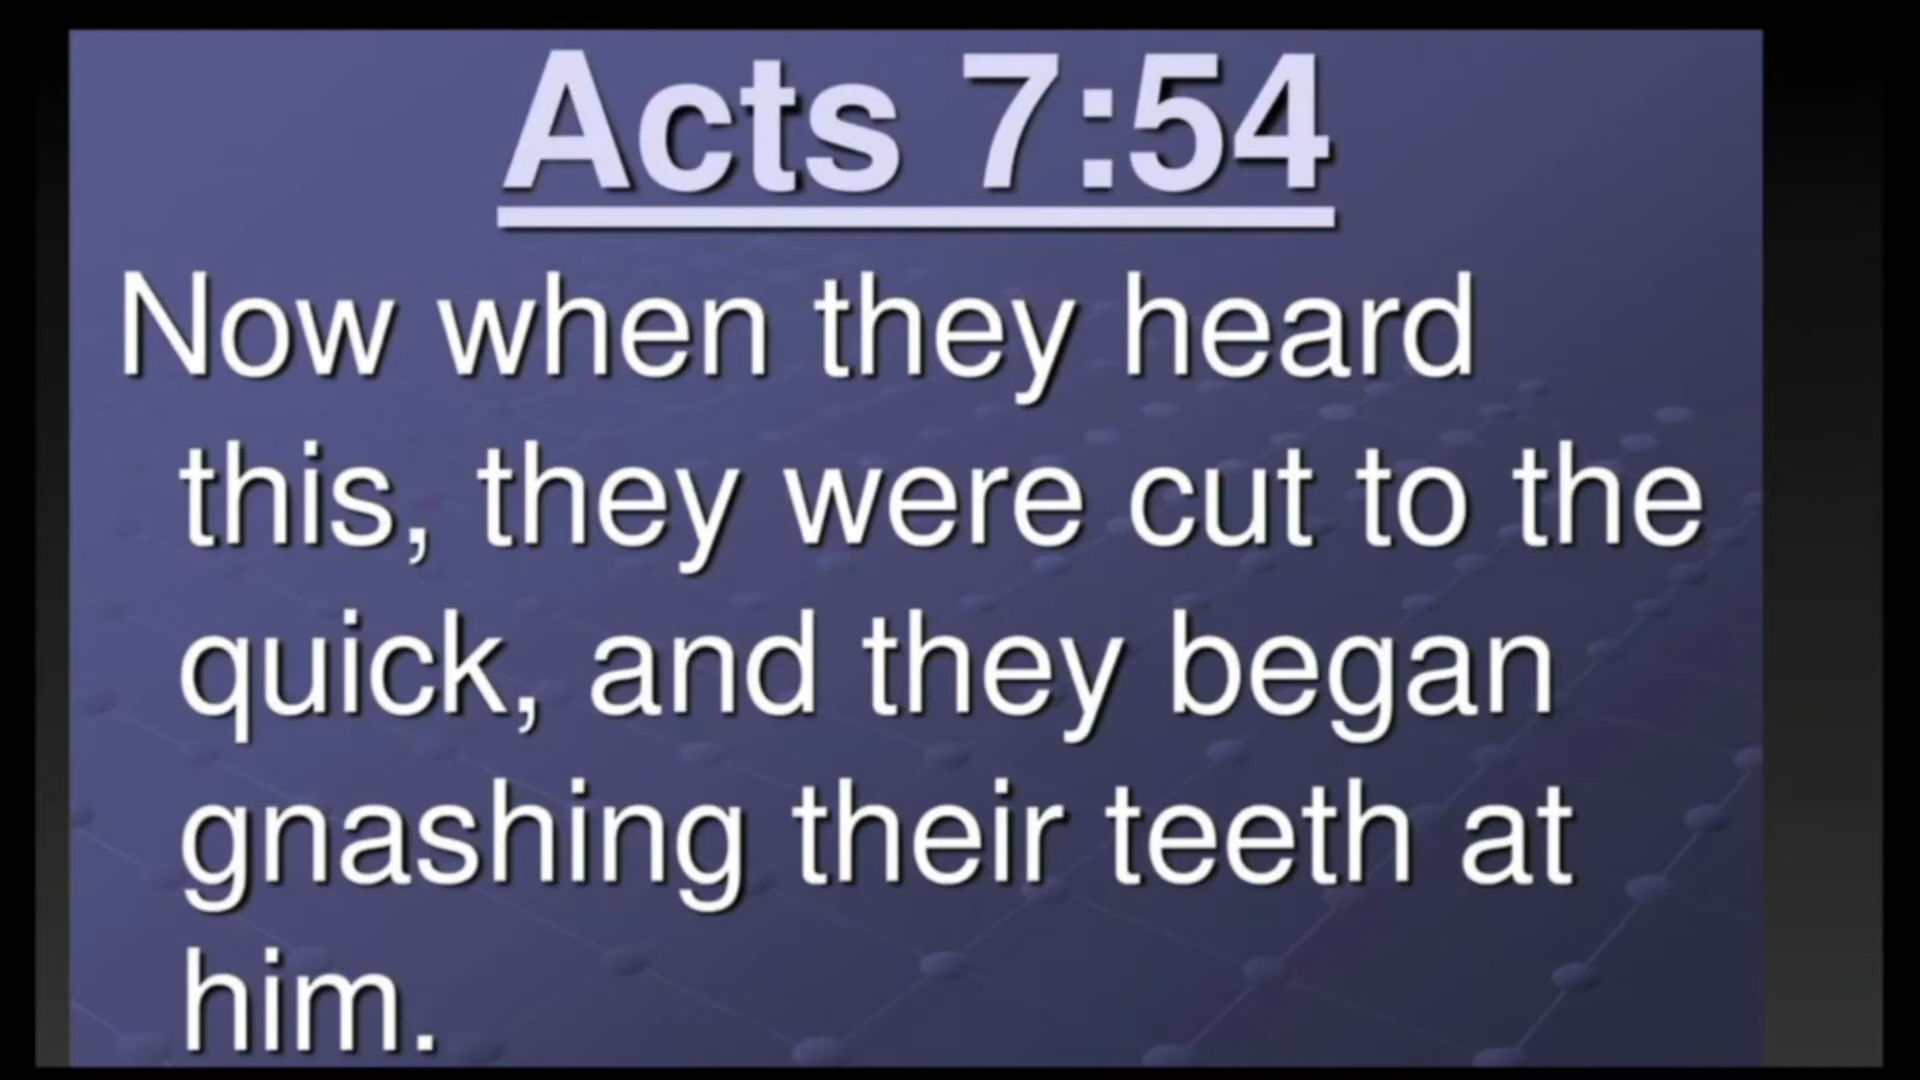 Acts 7:54
Now when they heard
this, they were cut to the
quick, and they began
gnashing their teeth at
him.